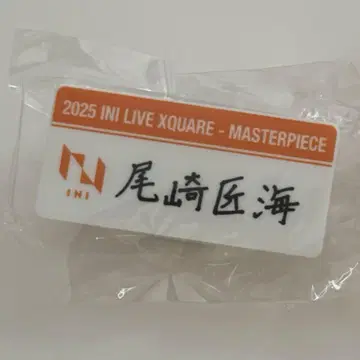 2025 INI LIVE XQUARE - MASTERPIECE
INI
尾崎匠海